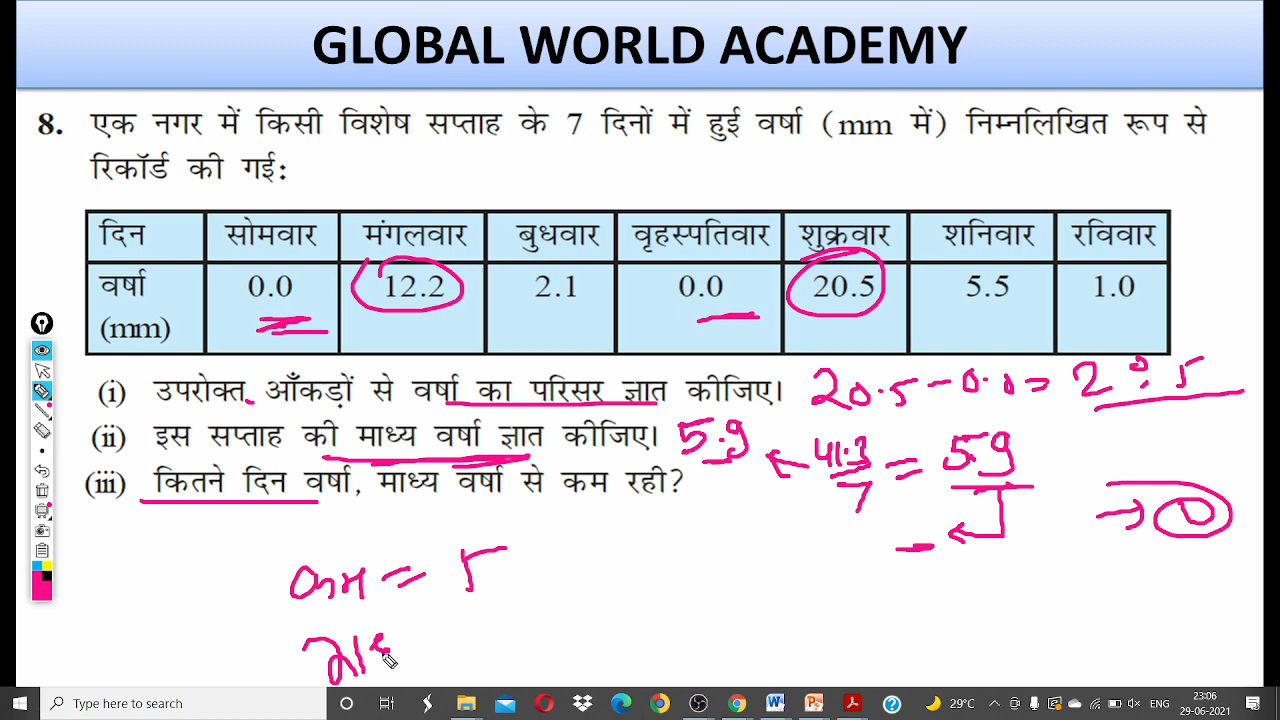 GLOBAL WORLD ACADEMY
8. एक नगर में किसी विशेष सप्ताह के 7 दिनों में हुई वर्षा (mm में) निम्नलिखित रूप से
रिकॉर्ड की गई:
दिन सोमवार मंगलवार बुधवार वृहस्पतिवार शुक्रवार शनिवार रविवार
वर्षा (mm) 0.0 12.2 2.1 0.0 20.5 5.5 1.0
(i) उपरोक्त आँकड़ों से वर्षा का परिसर ज्ञात कीजिए। 20.5-0.0= 20.5
(ii) इस सप्ताह की माध्य वर्षा ज्ञात कीजिए। 5.9 ← 41.3/7 = 5.9
(iii) कितने दिन वर्षा, माध्य वर्षा से कम रही?
कम = 5
Type here to search
29°C ENG 23:06
29-06-2021